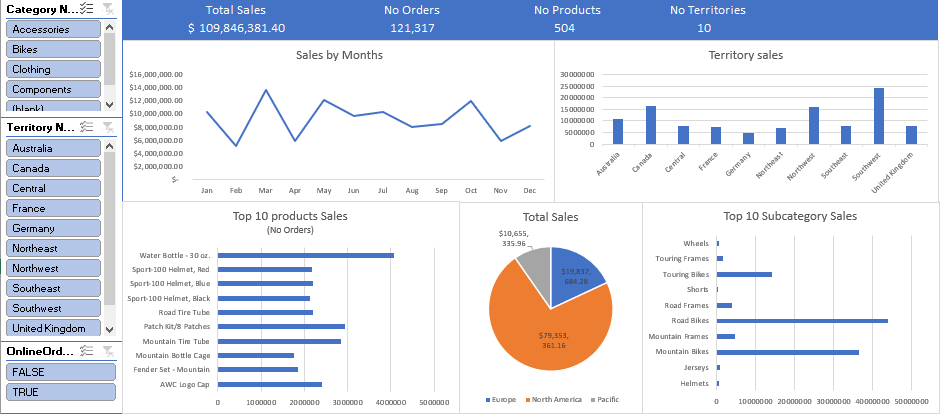 Category N...
Accessories
Bikes
Clothing
Components
(blank)
Territory N...
Australia
Canada
Central
France
Germany
Northeast
Northwest
Southeast
Southwest
United Kingdom
OnlineOrd...
FALSE
TRUE
Total Sales
$ 109,846,381.40
No Orders
121,317
No Products
504
No Territories
10
Sales by Months
$16,000,000.00
$14,000,000.00
$12,000,000.00
$10,000,000.00
$8,000,000.00
$6,000,000.00
$4,000,000.00
$2,000,000.00
$-
Jan Feb Mar Apr May Jun Jul Aug Sep Oct Nov Dec
Territory sales
30000000
25000000
20000000
15000000
10000000
5000000
0
Australia Canada Central France Germany Northeast Northwest Southeast Southwest United Kingdom
Top 10 products Sales
(No Orders)
Water Bottle - 30 oz.
Sport-100 Helmet, Red
Sport-100 Helmet, Blue
Sport-100 Helmet, Black
Road Tire Tube
Patch Kit/8 Patches
Mountain Tire Tube
Mountain Bottle Cage
Fender Set - Mountain
AWC Logo Cap
0 1000000 2000000 3000000 4000000 5000000
Total Sales
$10,655,
335.96
$19,837,
684.28
$79,353,
361.16
Europe North America Pacific
Top 10 Subcategory Sales
Wheels
Touring Frames
Touring Bikes
Shorts
Road Frames
Road Bikes
Mountain Frames
Mountain Bikes
Jerseys
Helmets
0 10000000 20000000 30000000 40000000 50000000